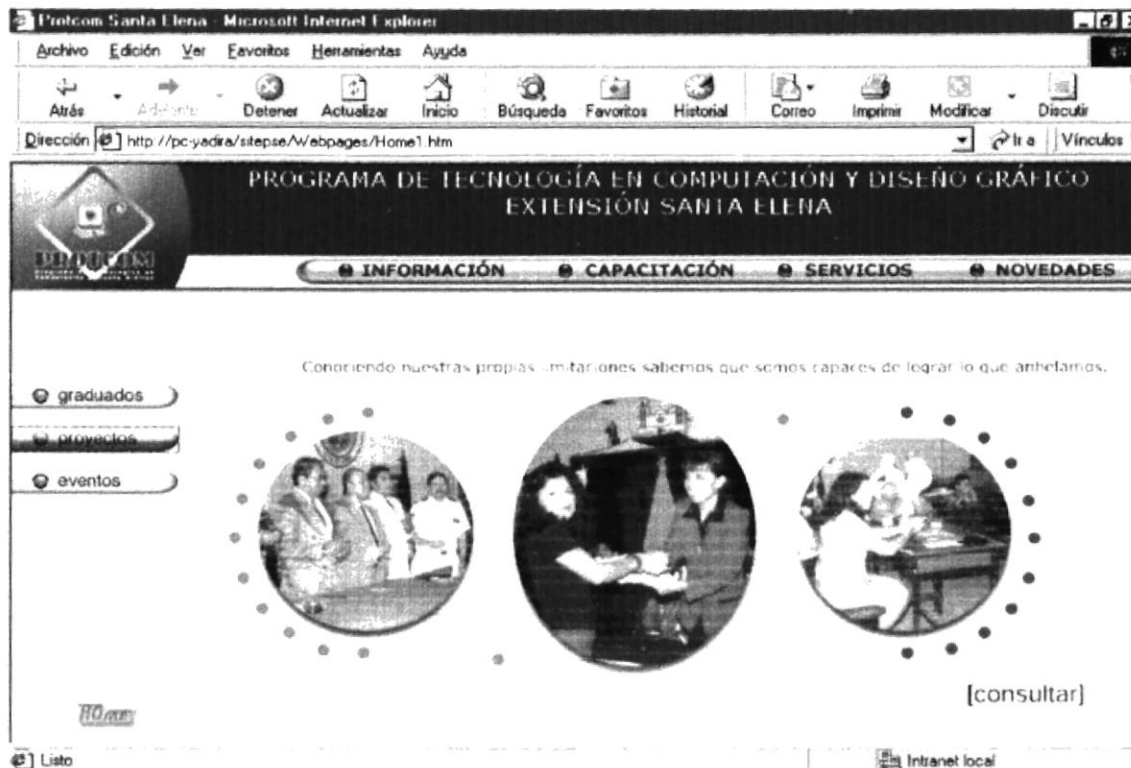 Protcom Santa Elena - Microsoft Internet Explorer
Archivo Edición Ver Favoritos Herramientas Ayuda
Atrás Adelante Detener Actualizar Inicio Búsqueda Favoritos Historial Correo Imprimir Modificar Discutir
Dirección http://pc-yadira/sitepse/Webpages/Home1.htm Ir a Vínculos
PROGRAMA DE TECNOLOGÍA EN COMPUTACIÓN Y DISEÑO GRÁFICO
EXTENSIÓN SANTA ELENA
PROTCOM
INFORMACIÓN CAPACITACIÓN SERVICIOS NOVEDADES
Conociendo nuestras propias limitaciones sabemos que somos capaces de lograr lo que anhelamos.
graduados
proyectos
eventos
[consultar]
Listo Intranet local